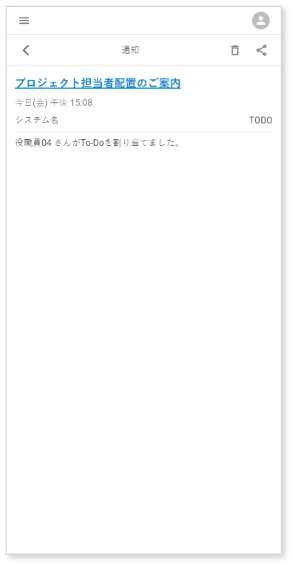 通知
プロジェクト担当者配置のご案内
今日(金) 午後 15:08
システム名 TODO
役職員04 さんがTo-Doを割り当てました。